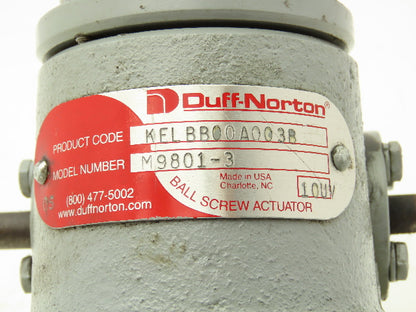 Duff-Norton®
PRODUCT CODE KFLBB00A003B
MODEL NUMBER M9801-3
(800) 477-5002
www.duffnorton.com
Made in USA
Charlotte, NC
BALL SCREW ACTUATOR